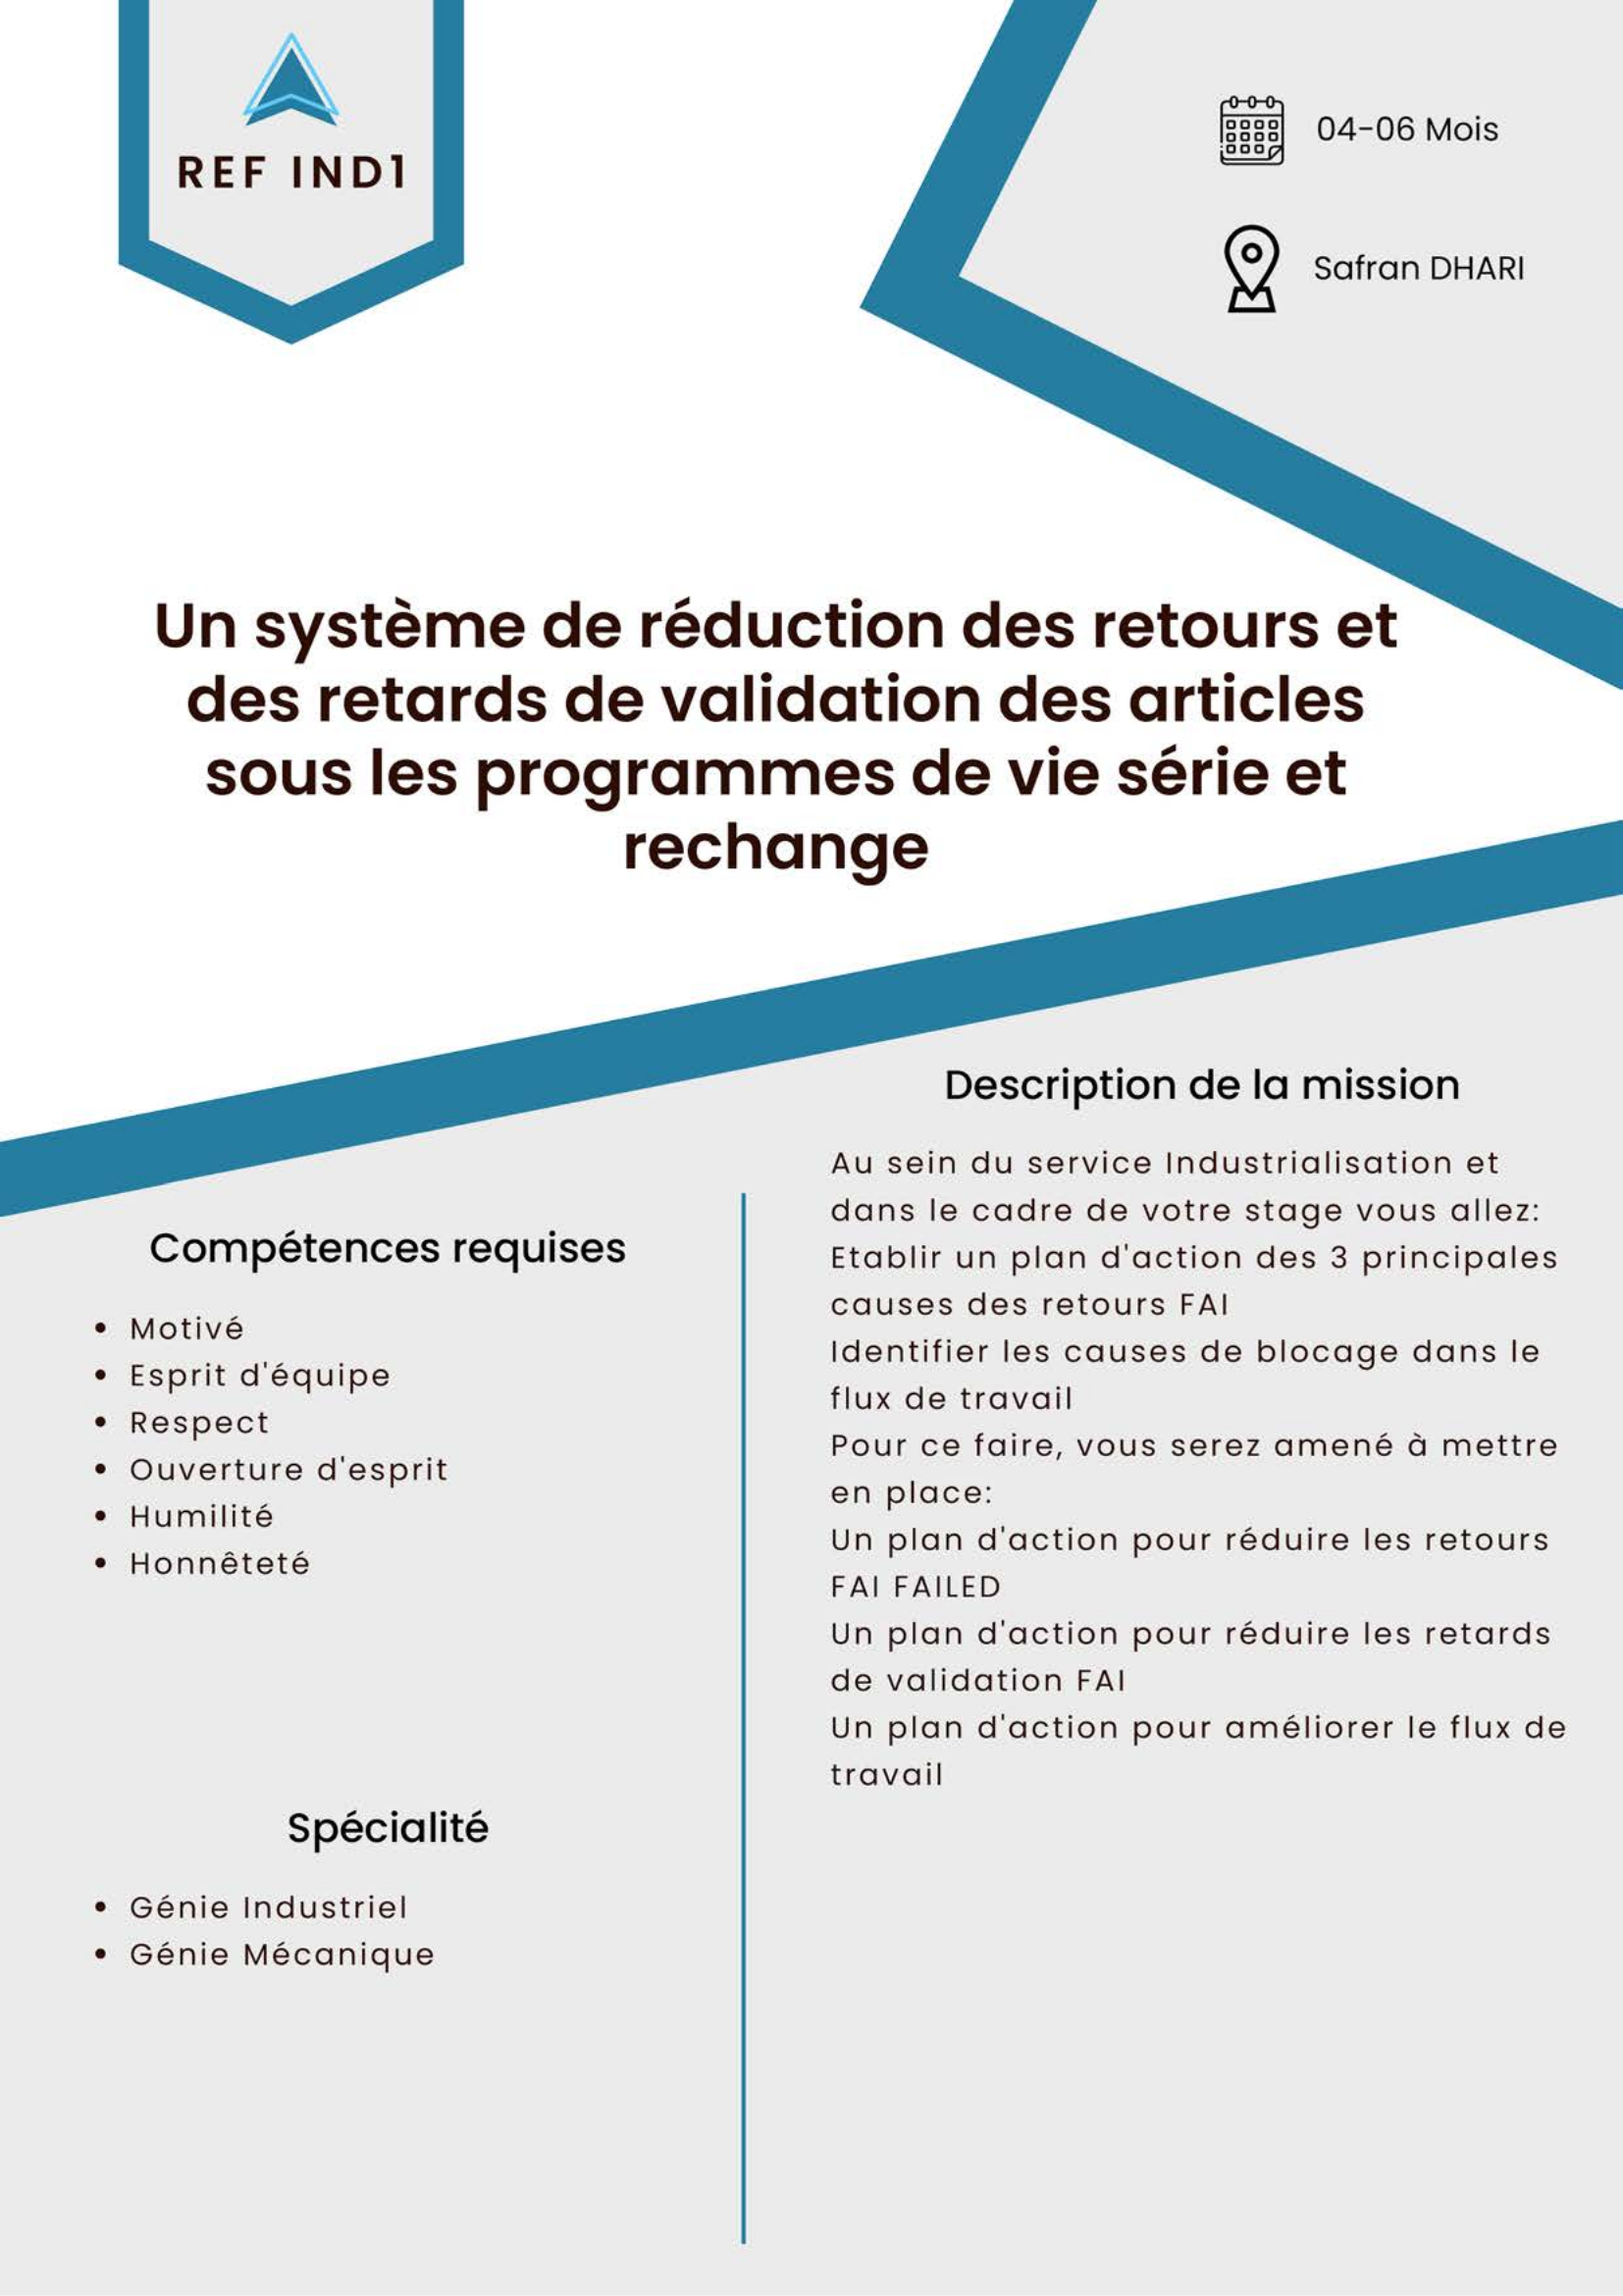 REF IND1
04-06 Mois
Safran DHARI
Un système de réduction des retours et
des retards de validation des articles
sous les programmes de vie série et
rechange
Compétences requises
• Motivé
• Esprit d'équipe
• Respect
• Ouverture d'esprit
• Humilité
• Honnêteté
Spécialité
• Génie Industriel
• Génie Mécanique
Description de la mission
Au sein du service Industrialisation et
dans le cadre de votre stage vous allez:
Etablir un plan d'action des 3 principales
causes des retours FAI
Identifier les causes de blocage dans le
flux de travail
Pour ce faire, vous serez amené à mettre
en place:
Un plan d'action pour réduire les retours
FAI FAILED
Un plan d'action pour réduire les retards
de validation FAI
Un plan d'action pour améliorer le flux de
travail